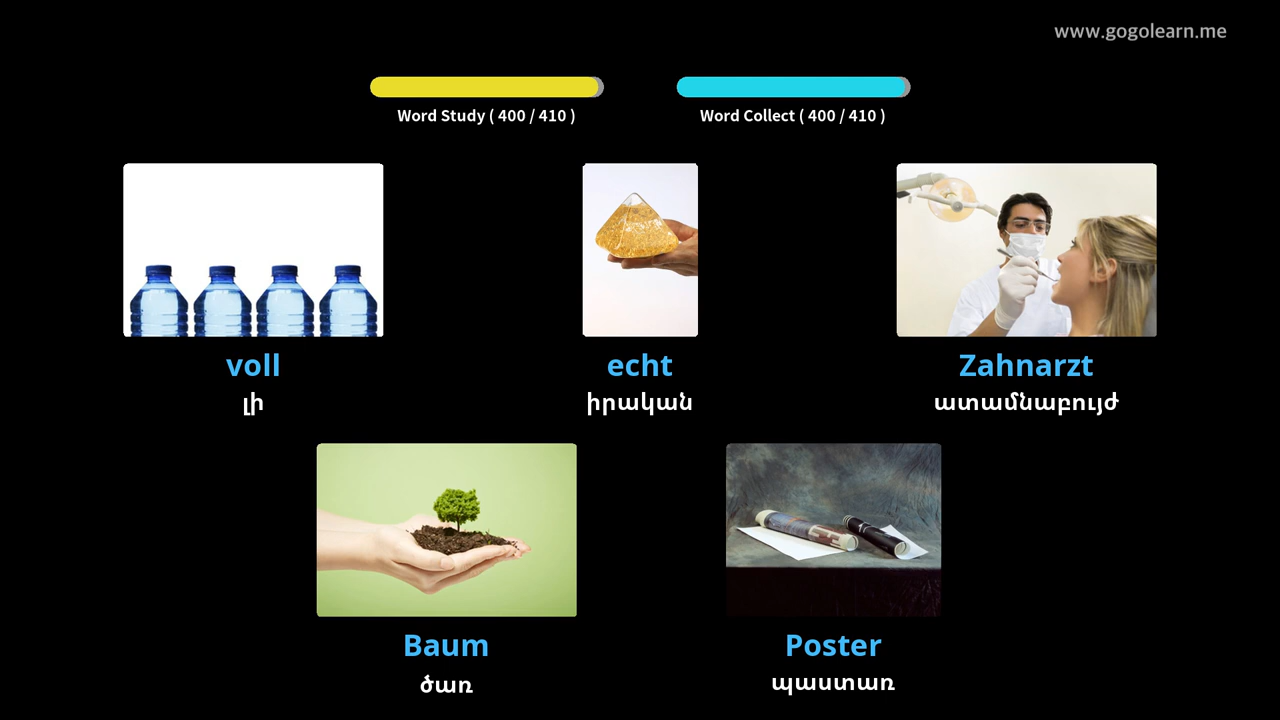 www.gogolearn.me
Word Study ( 400 / 410 )
Word Collect ( 400 / 410 )
voll
echt
Zahnarzt
լի
իրական
ատամնաբույժ
Baum
Poster
ծառ
պաստառ